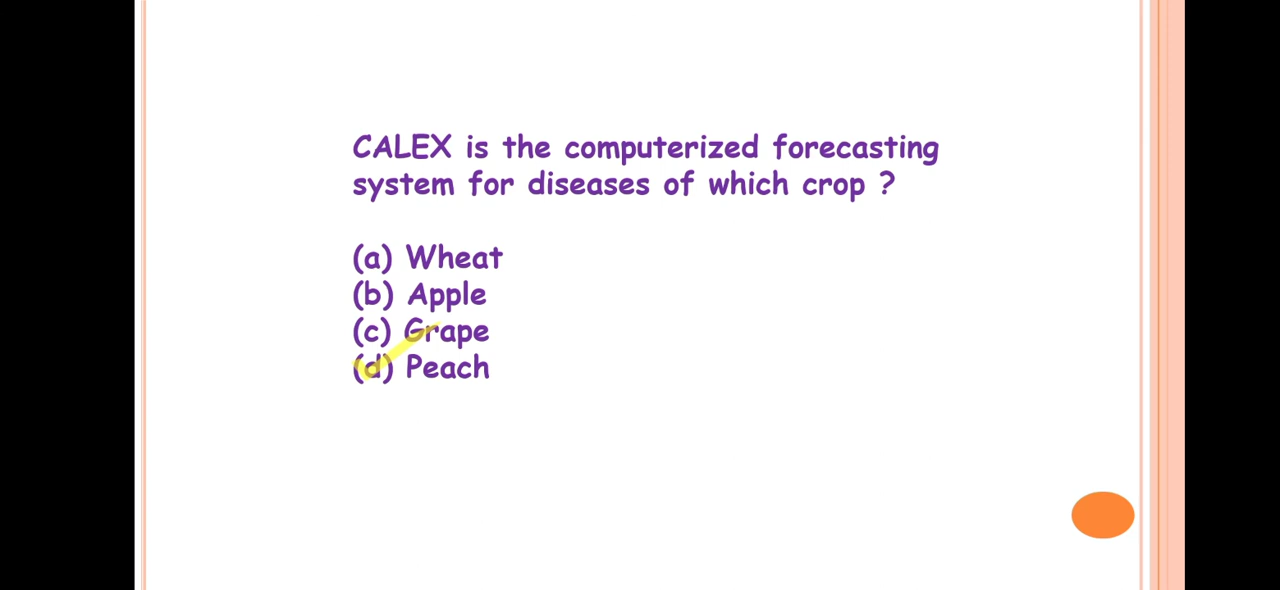 CALEX is the computerized forecasting
system for diseases of which crop ?
(a) Wheat
(b) Apple
(c) Grape
(d) Peach